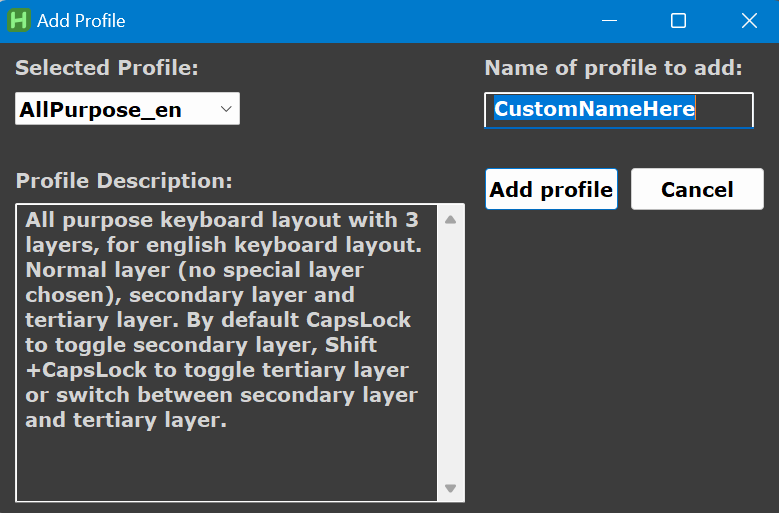 H Add Profile
Selected Profile:
AllPurpose_en
Name of profile to add:
CustomNameHere
Profile Description:
Add profile
Cancel
All purpose keyboard layout with 3
layers, for english keyboard layout.
Normal layer (no special layer
chosen), secondary layer and
tertiary layer. By default CapsLock
to toggle secondary layer, Shift
+CapsLock to toggle tertiary layer
or switch between secondary layer
and tertiary layer.